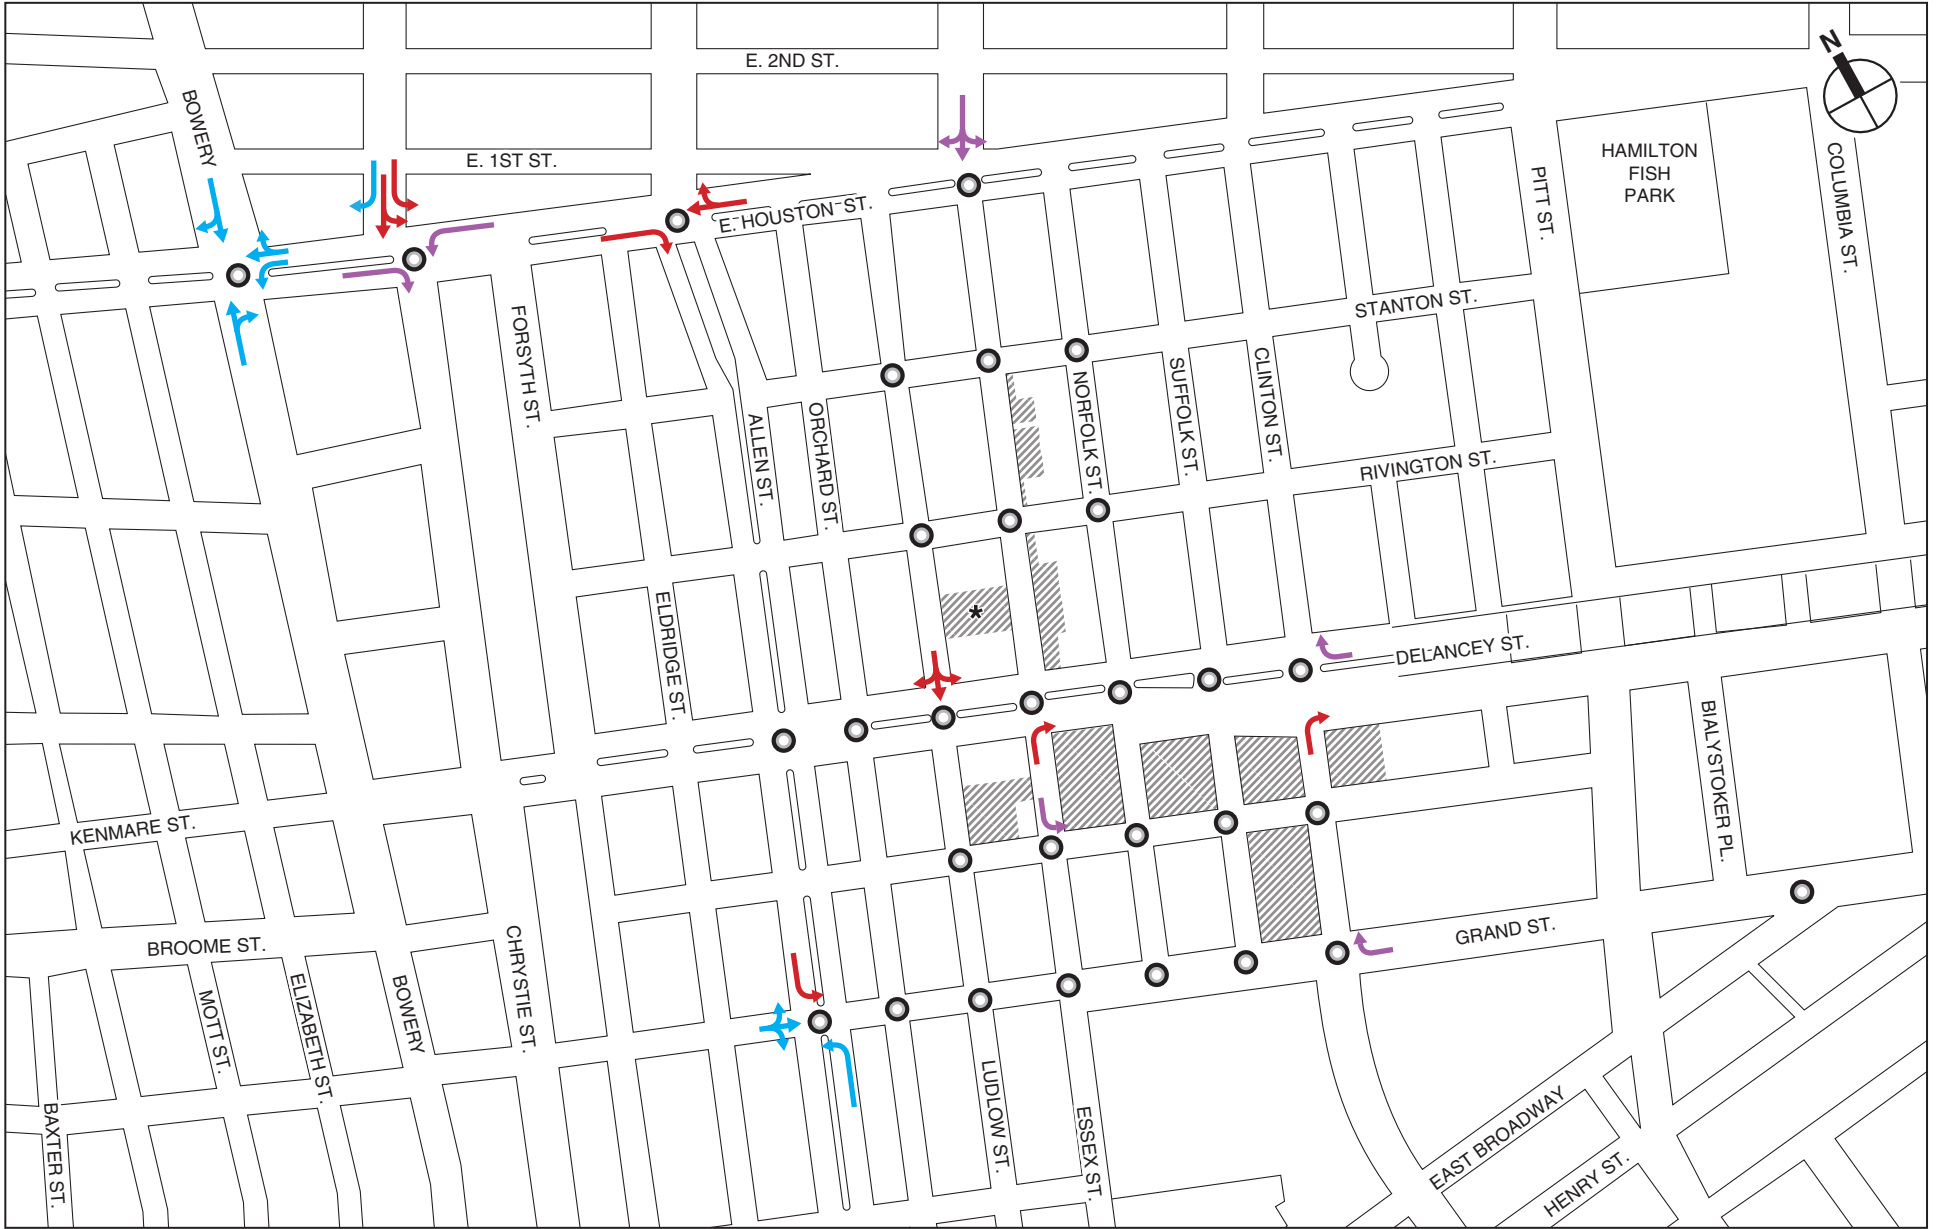 N
E. 2ND ST.
BOWERY
E. 1ST ST.
HAMILTON
FISH
PARK
COLUMBIA ST.
PITT ST.
E. HOUSTON ST.
STANTON ST.
FORSYTH ST.
NORFOLK ST.
SUFFOLK ST.
CLINTON ST.
ALLEN ST.
ORCHARD ST.
RIVINGTON ST.
ELDRIDGE ST.
*
DELANCEY ST.
BIALYSTOKER PL.
KENMARE ST.
BROOME ST.
GRAND ST.
CHRYSTIE ST.
MOTT ST.
ELIZABETH ST.
BOWERY
LUDLOW ST.
ESSEX ST.
BAXTER ST.
EAST BROADWAY
HENRY ST.